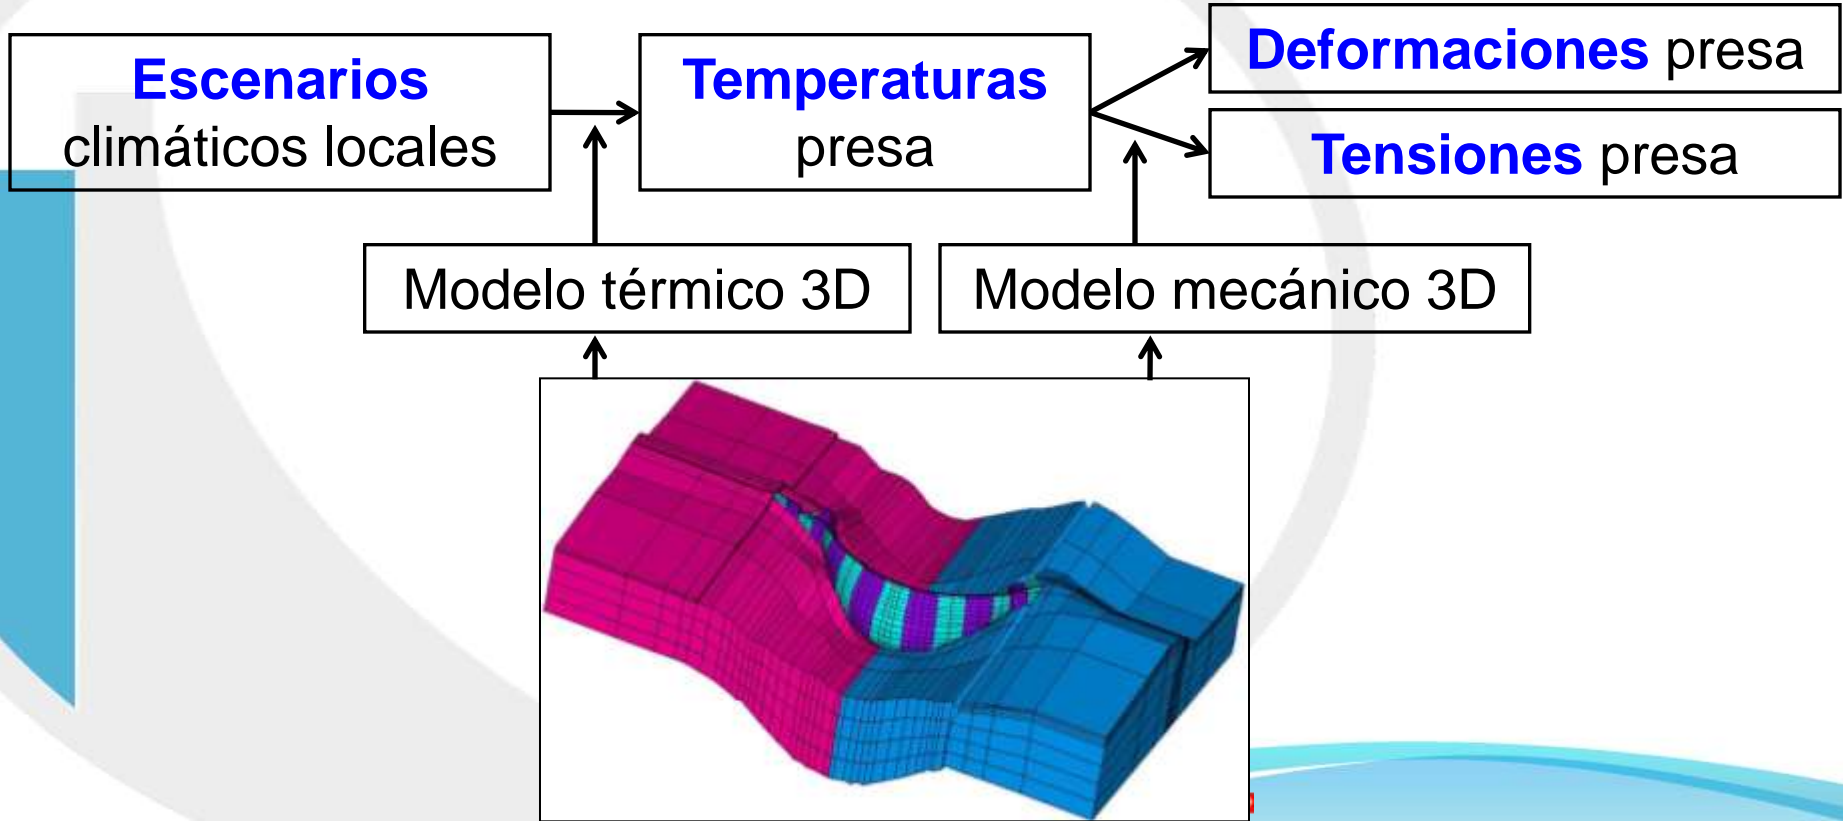 Escenarios
climáticos locales
Temperaturas
presa
Deformaciones presa
Tensiones presa
Modelo térmico 3D
Modelo mecánico 3D